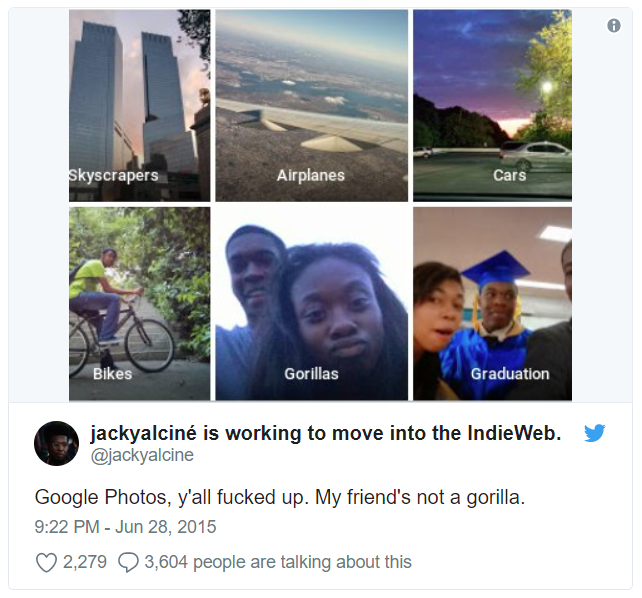 Skyscrapers
Airplanes
Cars
Bikes
Gorillas
Graduation
jackyalciné is working to move into the IndieWeb.
@jackyalcine
Google Photos, y'all fucked up. My friend's not a gorilla.
9:22 PM - Jun 28, 2015
2,279
3,604 people are talking about this